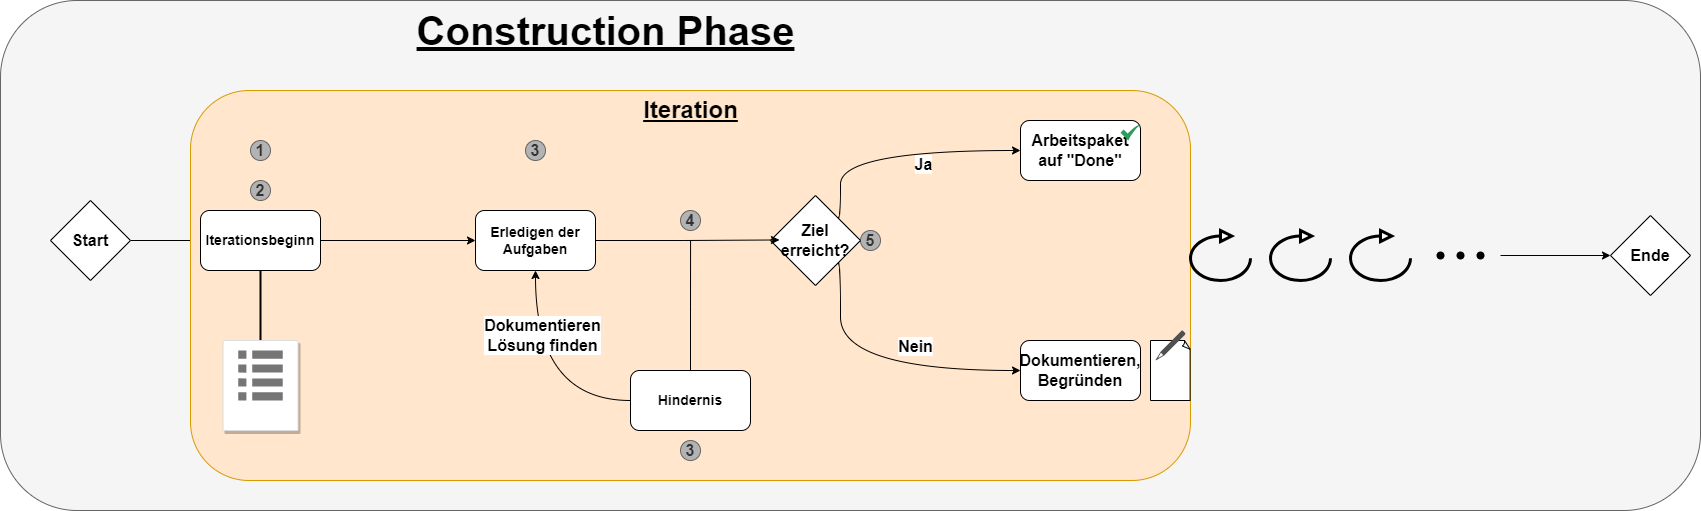 Construction Phase
Iteration
1
2
3
Start
Iterationsbeginn
Erledigen der
Aufgaben
4
Ziel
erreicht?
5
Ja
Arbeitspaket
auf "Done"
Dokumentieren
Lösung finden
Hindernis
3
Nein
Dokumentieren,
Begründen
Ende